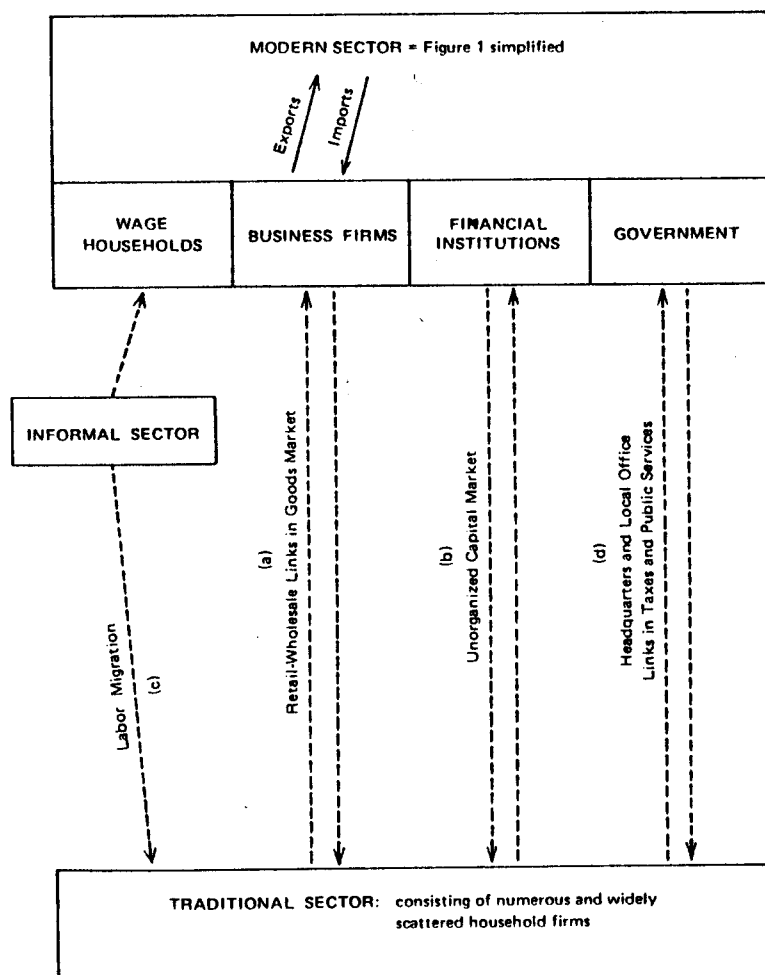 MODERN SECTOR = Figure 1 simplified
Exports
Imports
WAGE
HOUSEHOLDS
BUSINESS FIRMS
FINANCIAL
INSTITUTIONS
GOVERNMENT
INFORMAL SECTOR
Labor Migration
(c)
(a)
Retail-Wholesale Links in Goods Market
(b)
Unorganized Capital Market
(d)
Headquarters and Local Office
Links in Taxes and Public Services
TRADITIONAL SECTOR: consisting of numerous and widely
scattered household firms